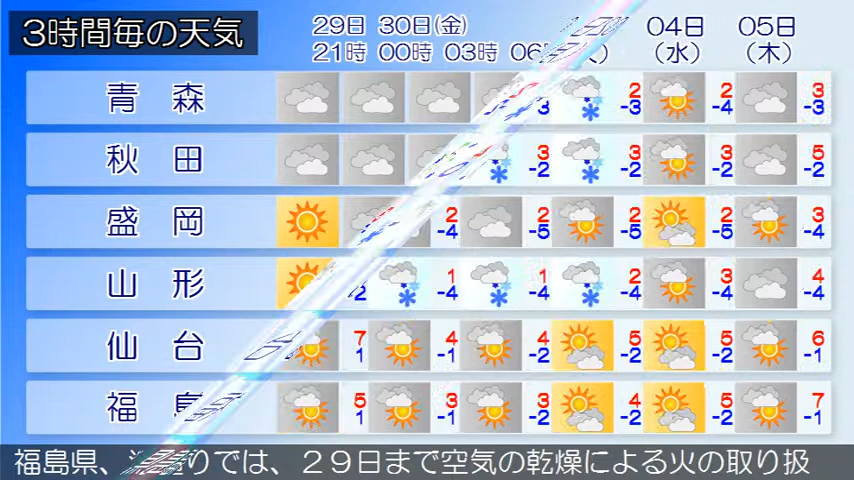 3時間毎の天気
29日 30日(金)
21時 00時 03時
04日 05日
(水) (木)
青森 2 -3 2 -4 3 -3
秋田 3 -2 3 -2 3 -2 5 -2
盛岡 2 -4 2 -5 2 -5 2 -5 3 -4
山形 1 -4 1 -4 2 -4 3 -4 4 -4
仙台 7 1 4 -1 4 -2 5 -2 5 -2 6 -1
福島 5 1 3 -1 3 -2 4 -2 5 -2 7 -1
福島県、りでは、29日まで空気の乾燥による火の取り扱